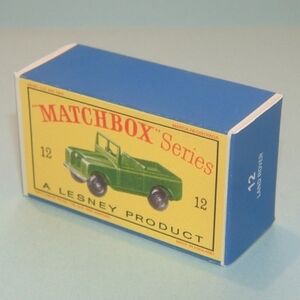 "MATCHBOX" Series
12
12
A LESNEY PRODUCT
12
LAND ROVER